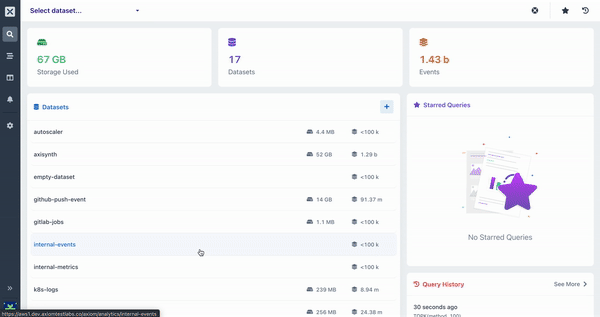 Select dataset...
67 GB
Storage Used
17
Datasets
1.43 b
Events
Datasets
+
autoscaler 4.4 MB <100 k
axisynth 52 GB 1.29 b
empty-dataset <100 k
github-push-event 14 GB 91.37 m
gitlab-jobs 1.1 MB <100 k
internal-events <100 k
internal-metrics <100 k
k8s-logs 239 MB 8.94 m
256 MB 24.38 m
Starred Queries
No Starred Queries
Query History
See More
30 seconds ago
https://aws1.dev.axiomtestlabs.co/axiom/analytics/internal-events